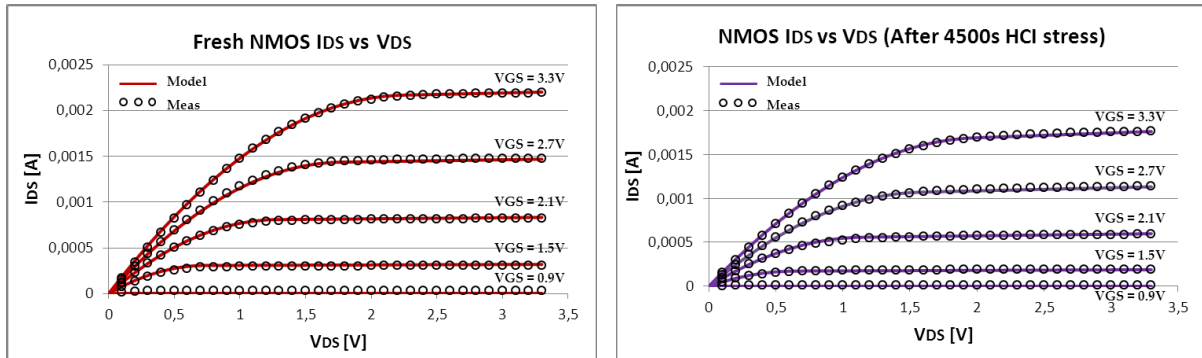 Fresh NMOS IDS vs VDS
0,0025
0,002
0,0015
0,001
0,0005
0
IDS [A]
Model
Meas
VGS = 3.3V
VGS = 2.7V
VGS = 2.1V
VGS = 1.5V
VGS = 0.9V
0 0,5 1 1,5 2 2,5 3 3,5
VDS [V]
NMOS IDS vs VDS (After 4500s HCI stress)
0,0025
0,002
0,0015
0,001
0,0005
0
IDS [A]
Model
Meas
VGS = 3.3V
VGS = 2.7V
VGS = 2.1V
VGS = 1.5V
VGS = 0.9V
0 0,5 1 1,5 2 2,5 3 3,5
VDS [V]